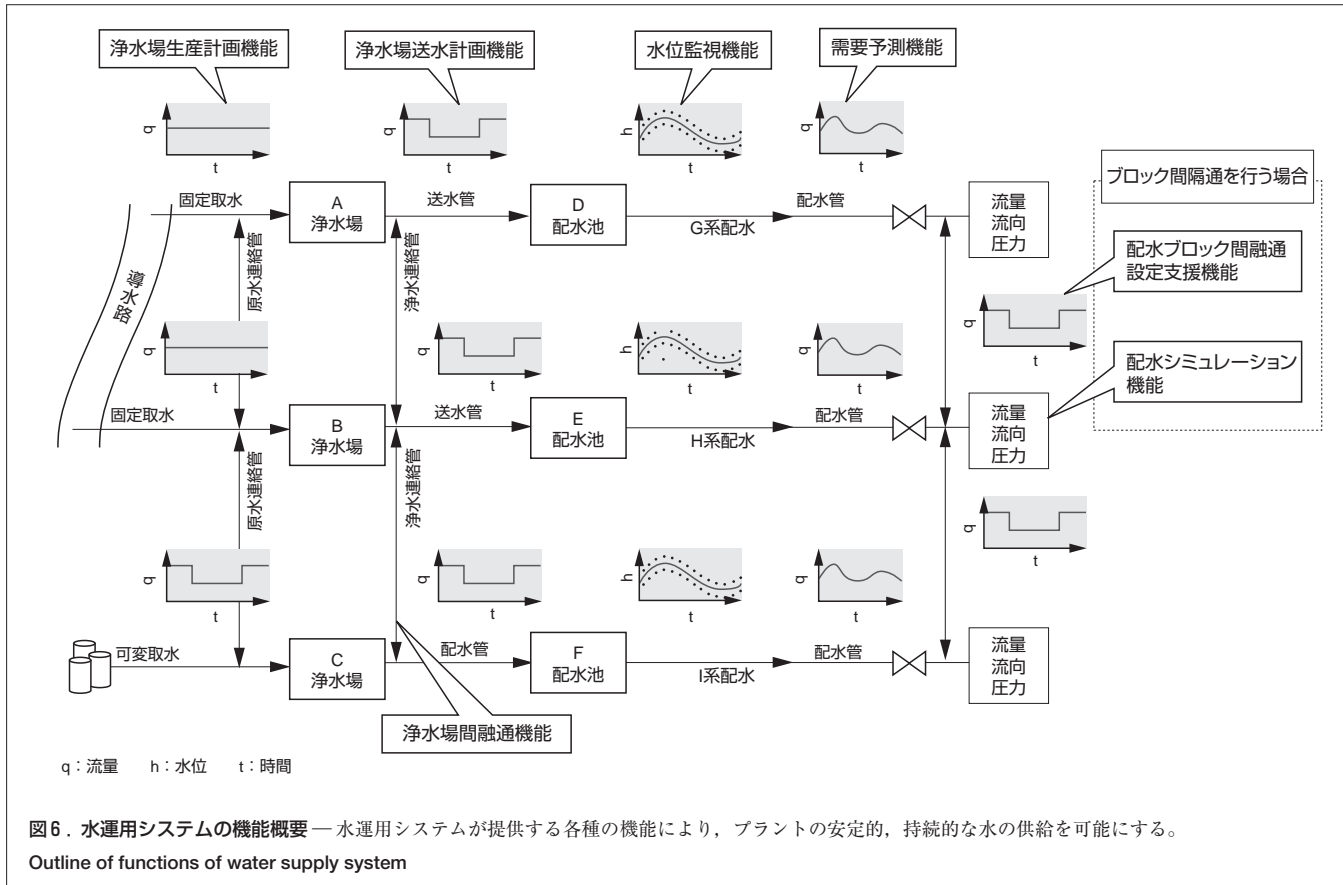 浄水場生産計画機能
浄水場送水計画機能
水位監視機能
需要予測機能
q
t
q
t
h
t
q
t
ブロック間隔通を行う場合
固定取水
A
浄水場
送水管
D
配水池
G系配水
配水管
流量
流向
圧力
配水ブロック間融通
設定支援機能
導水路
原水連絡管
浄水連絡管
q
t
q
t
h
t
q
t
q
t
配水シミュレーション
機能
固定取水
B
浄水場
送水管
E
配水池
H系配水
配水管
流量
流向
圧力
原水連絡管
浄水連絡管
q
t
q
t
q
t
h
t
q
t
可変取水
C
浄水場
配水管
F
配水池
I系配水
配水管
流量
流向
圧力
浄水場間融通機能
q：流量 h：水位 t：時間
図6．水運用システムの機能概要 — 水運用システムが提供する各種の機能により，プラントの安定的，持続的な水の供給を可能にする。
Outline of functions of water supply system